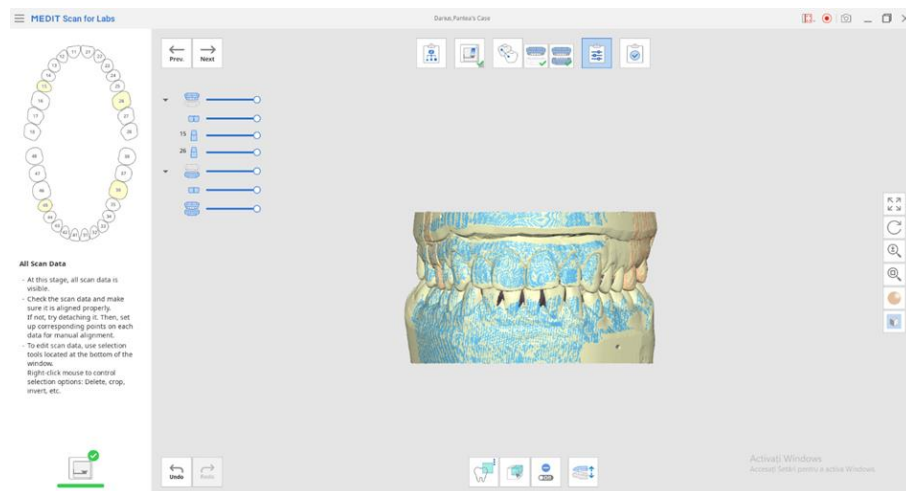 MEDIT Scan for Labs
Darius,Partea's Case
Prev.
Next
15
26
All Scan Data
- At this stage, all scan data is
visible.
- Check the scan data and make
sure it is aligned properly.
If not, try detaching it. Then, set
up corresponding points on each
data for manual alignment.
- To edit scan data, use selection
tools located at the bottom of the
window.
Right-click mouse to control
selection options: Delete, crop,
invert, etc.
Undo
Redo
Activați Windows
Accesați Setări pentru a activa Windows.